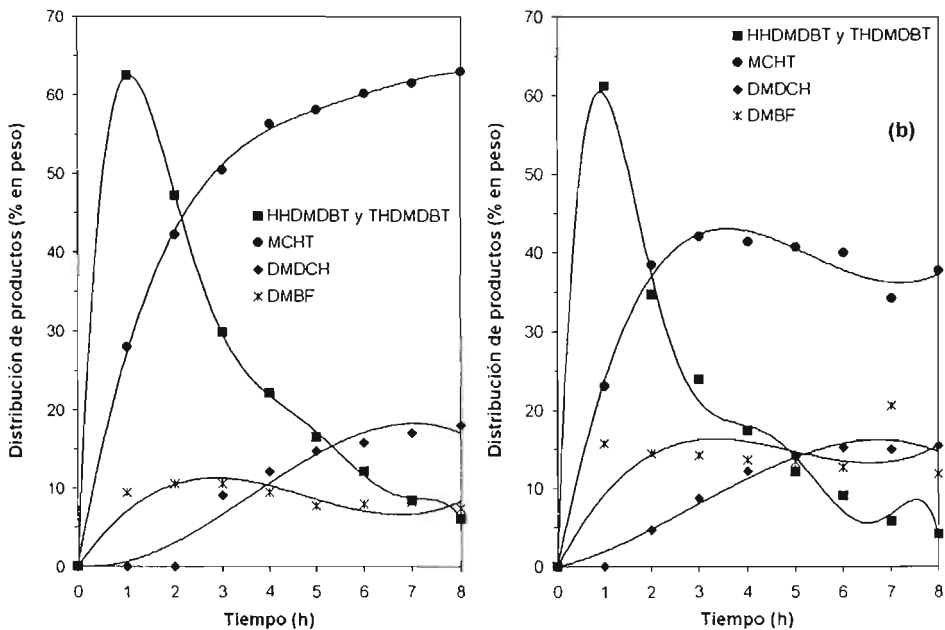 Distribución de productos (% en peso)
70
60
50
40
30
20
10
0
HHDMDBT y THDMDBT
MCHT
DMDCH
DMBF
0 1 2 3 4 5 6 7 8
Tiempo (h)
Distribución de productos (% en peso)
70
60
50
40
30
20
10
0
HHDMDBT y THDMDBT
MCHT
DMDCH
DMBF
(b)
0 1 2 3 4 5 6 7 8
Tiempo (h)